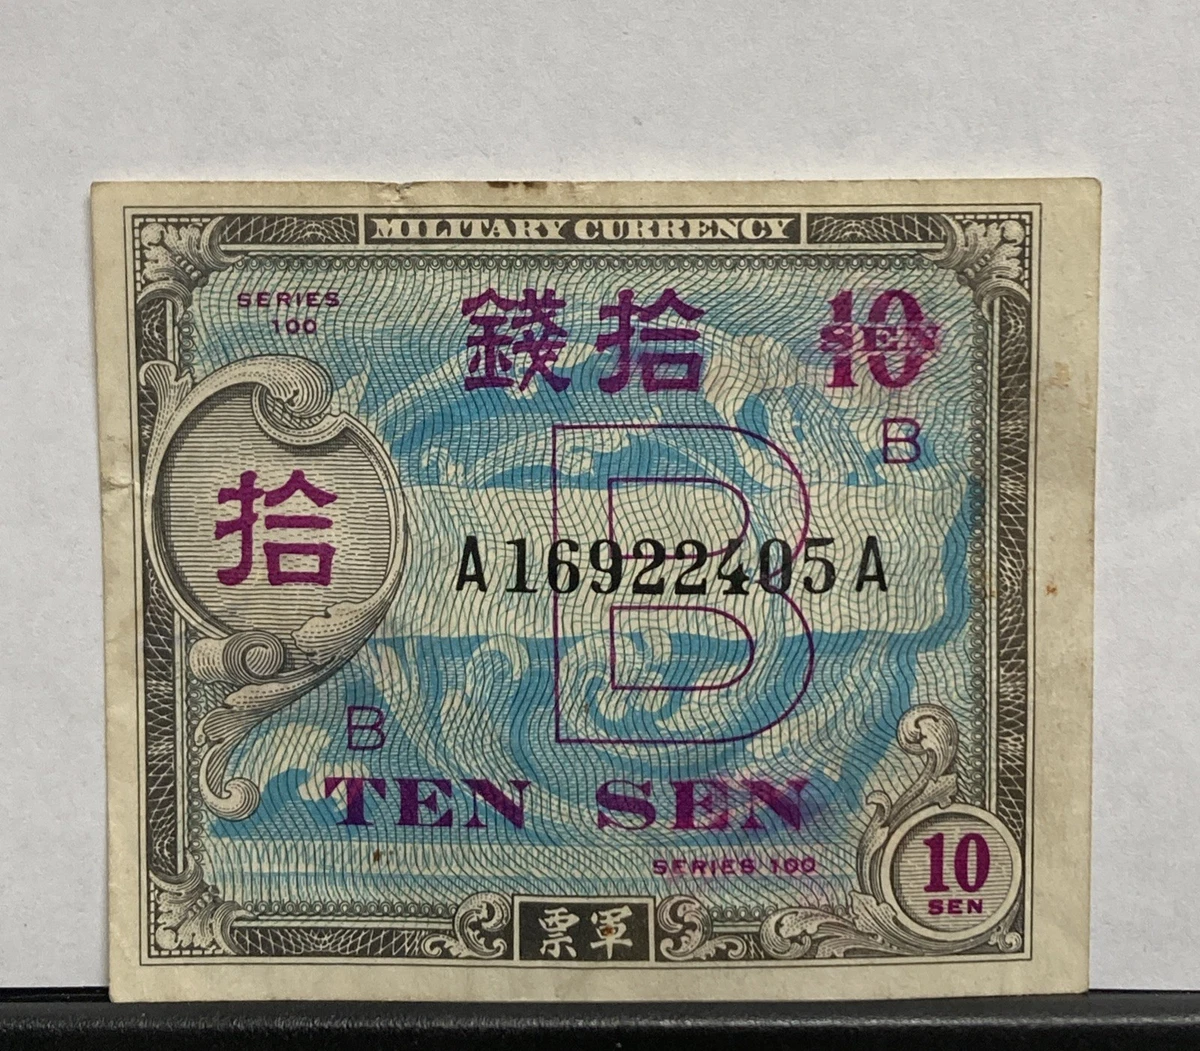 MILITARY CURRENCY
SERIES
100
錢拾
10
SEN
B
拾
B
A16922405A
B
TEN SEN
SERIES 100
10
SEN
票軍